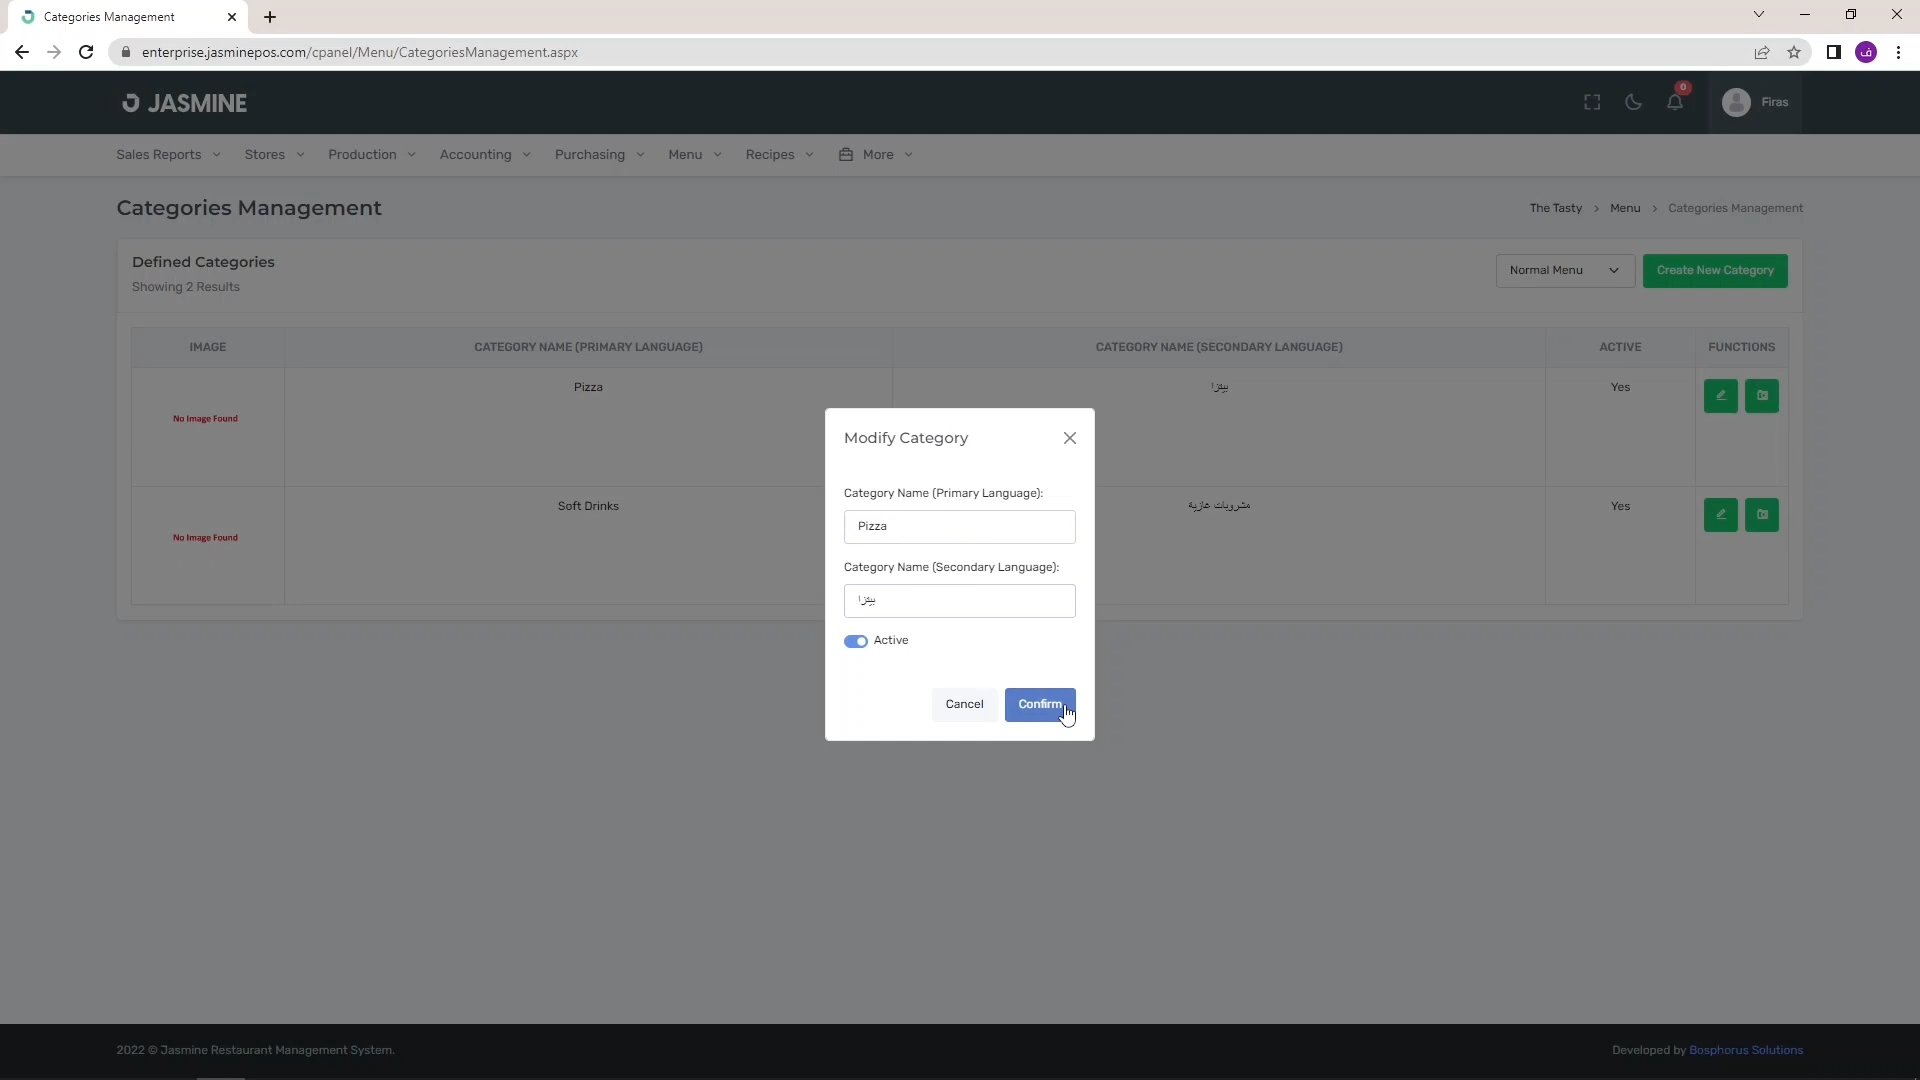 Categories Management
enterprise.jasminepos.com/cpanel/Menu/CategoriesManagement.aspx
ف
JASMINE
0
Firas
Sales Reports
Stores
Production
Accounting
Purchasing
Menu
Recipes
More
Categories Management
The Tasty > Menu > Categories Management
Defined Categories
Showing 2 Results
Normal Menu
Create New Category
IMAGE
CATEGORY NAME (PRIMARY LANGUAGE)
CATEGORY NAME (SECONDARY LANGUAGE)
ACTIVE
FUNCTIONS
No Image Found
Pizza
بيتزا
Yes
No Image Found
Soft Drinks
مشروبات غازية
Yes
Modify Category
Category Name (Primary Language):
Pizza
Category Name (Secondary Language):
بيتزا
Active
Cancel
Confirm
2022 © Jasmine Restaurant Management System.
Developed by Bosphorus Solutions